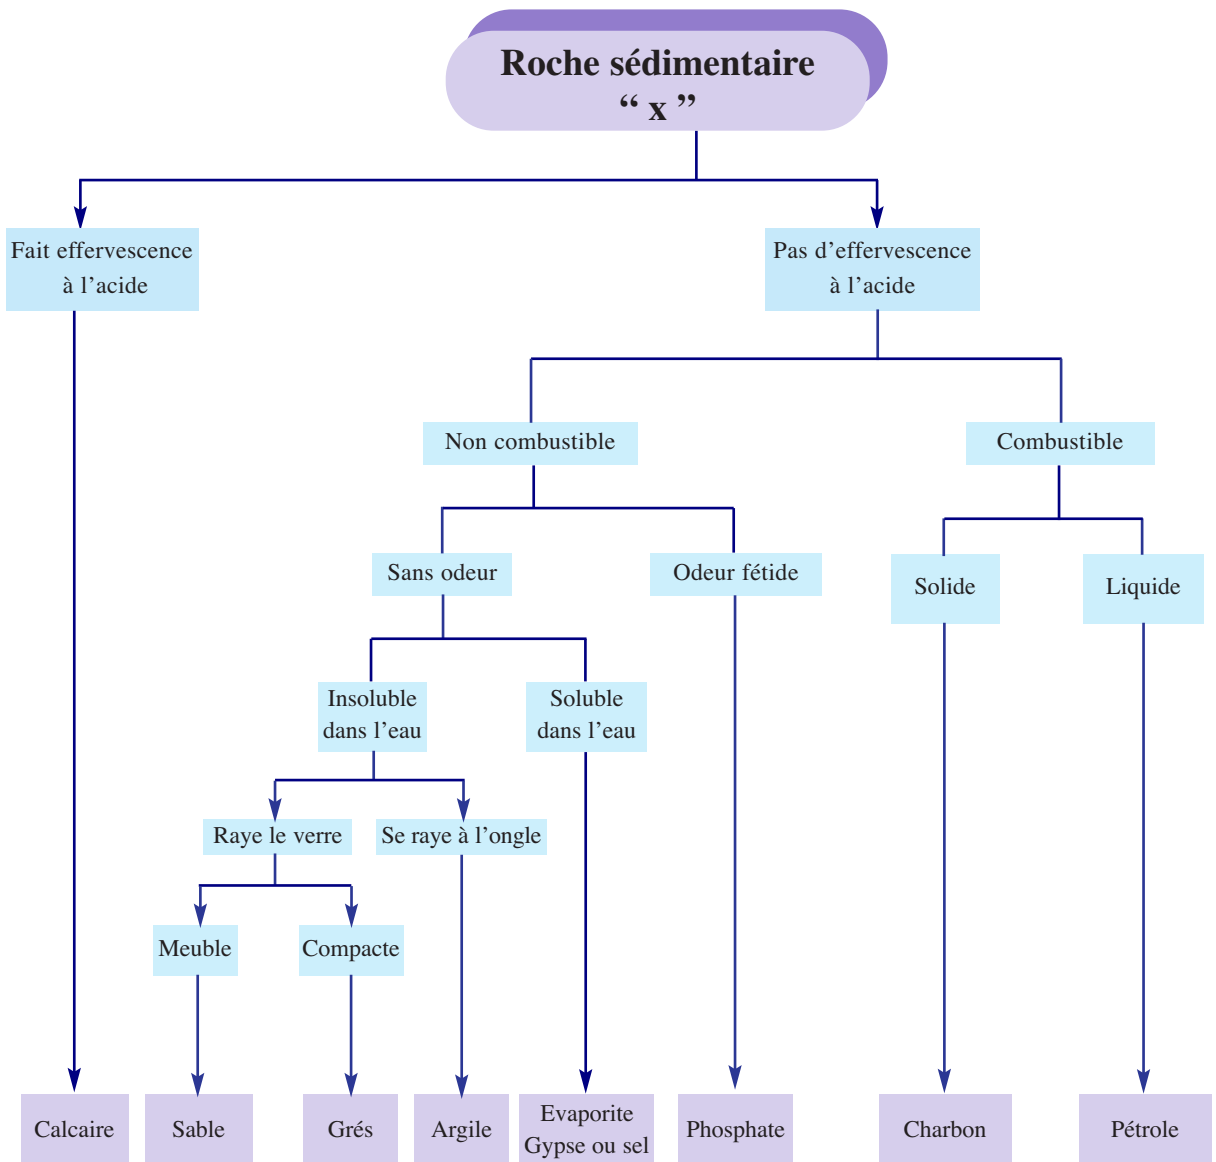 Roche sédimentaire
“ x ”
Fait effervescence
à l’acide
Pas d’effervescence
à l’acide
Non combustible
Combustible
Sans odeur
Odeur fétide
Solide
Liquide
Insoluble
dans l’eau
Soluble
dans l’eau
Raye le verre
Se raye à l’ongle
Meuble
Compacte
Calcaire
Sable
Grés
Argile
Evaporite
Gypse ou sel
Phosphate
Charbon
Pétrole